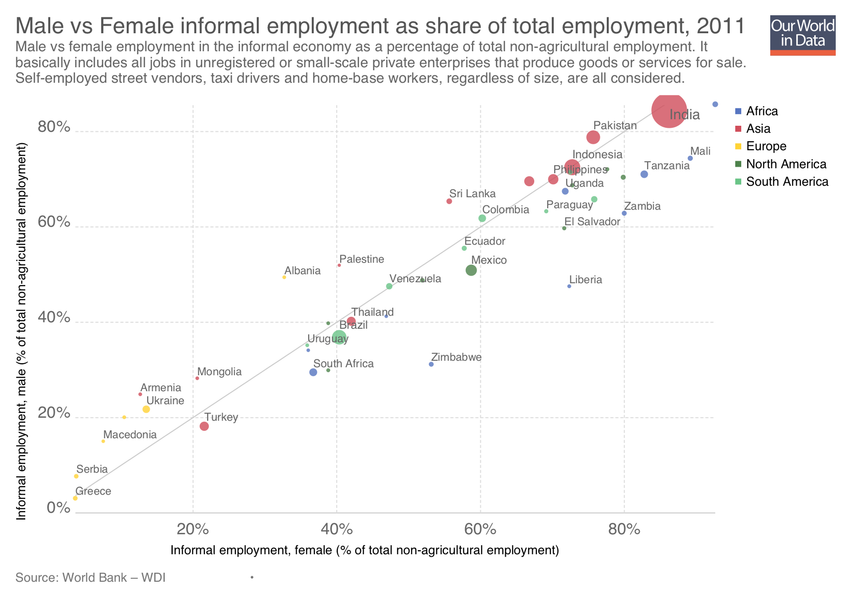 Male vs Female informal employment as share of total employment, 2011
Our World
in Data
Male vs female employment in the informal economy as a percentage of total non-agricultural employment. It
basically includes all jobs in unregistered or small-scale private enterprises that produce goods or services for sale.
Self-employed street vendors, taxi drivers and home-base workers, regardless of size, are all considered.
Informal employment, male (% of total non-agricultural employment)
80%
60%
40%
20%
0%
India
Pakistan
Indonesia
Mali
Philippines
Tanzania
Uganda
Sri Lanka
Colombia
Paraguay
Zambia
El Salvador
Ecuador
Mexico
Palestine
Albania
Venezuela
Liberia
Thailand
Brazil
Uruguay
Zimbabwe
South Africa
Mongolia
Armenia
Ukraine
Turkey
Macedonia
Serbia
Greece
20%
40%
60%
80%
Informal employment, female (% of total non-agricultural employment)
Africa
Asia
Europe
North America
South America
Source: World Bank – WDI